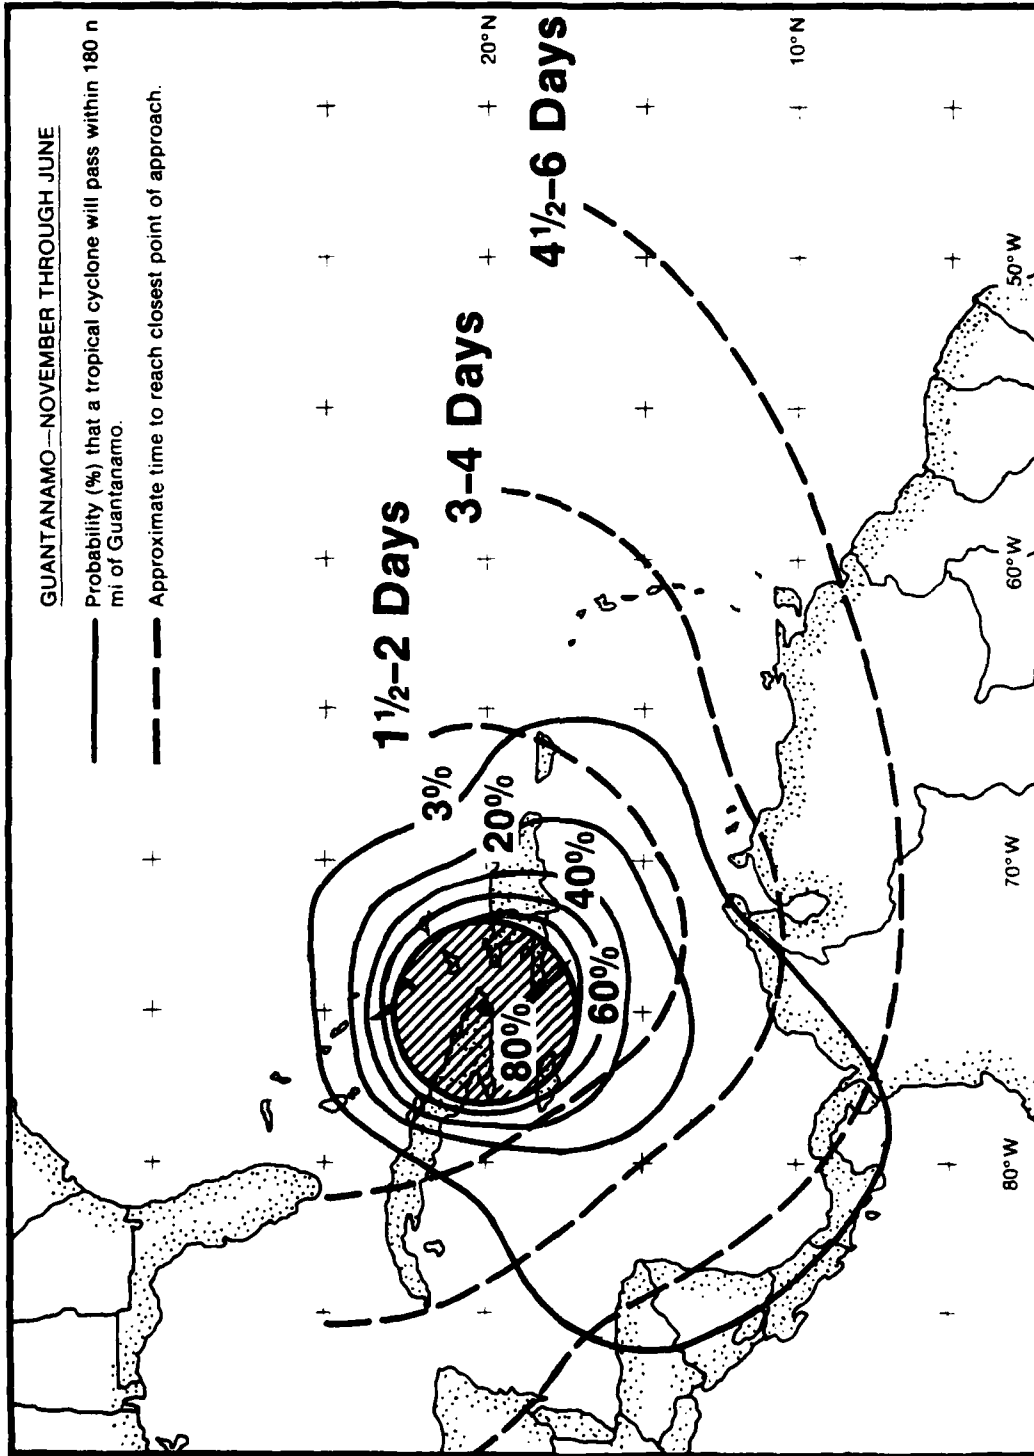 GUANTANAMO—NOVEMBER THROUGH JUNE
Probability (%) that a tropical cyclone will pass within 180 n
mi of Guantanamo.
Approximate time to reach closest point of approach.
1½–2 Days
3–4 Days
4½–6 Days
3%
20%
40%
60%
80%
20°N
10°N
80°W
70°W
60°W
50°W